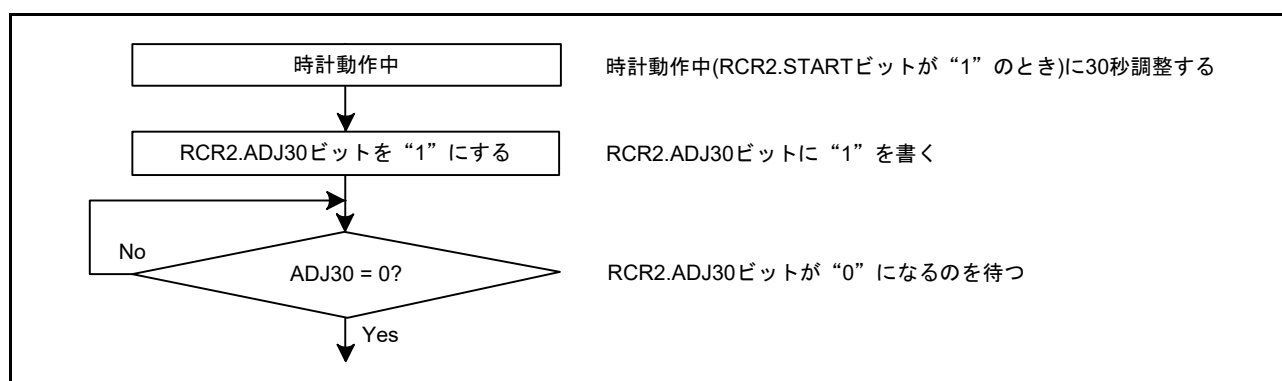 時計動作中
時計動作中(RCR2.STARTビットが“1”のとき)に30秒調整する
RCR2.ADJ30ビットを“1”にする
RCR2.ADJ30ビットに“1”を書く
No
ADJ30 = 0?
RCR2.ADJ30ビットが“0”になるのを待つ
Yes